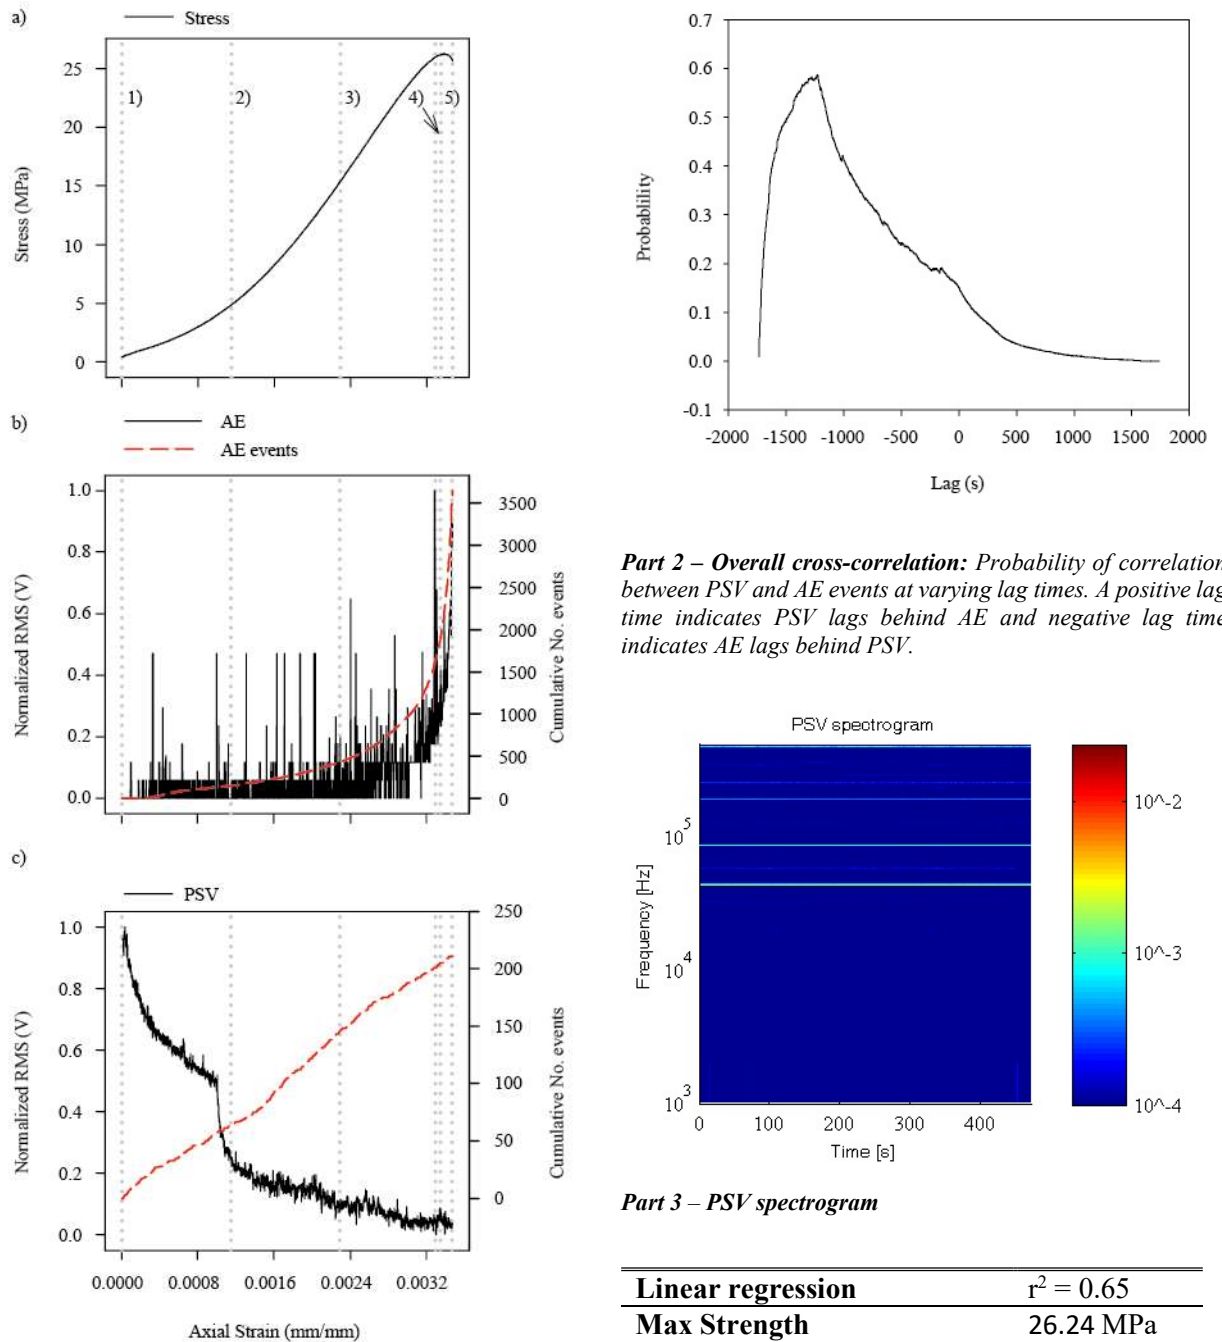 a)
Stress
1)
2)
3)
4)
5)
25
20
15
10
5
0
Stress (MPa)
b)
AE
AE events
1.0
0.8
0.6
0.4
0.2
0.0
Normalized RMS (V)
3500
3000
2500
2000
1500
1000
500
0
Cumulative No. events
c)
PSV
1.0
0.8
0.6
0.4
0.2
0.0
Normalized RMS (V)
250
200
150
100
50
0
Cumulative No. events
0.0000 0.0008 0.0016 0.0024 0.0032
Axial Strain (mm/mm)
0.7
0.6
0.5
0.4
0.3
0.2
0.1
0.0
-0.1
Probablility
-2000 -1500 -1000 -500 0 500 1000 1500 2000
Lag (s)
Part 2 – Overall cross-correlation: Probability of correlation
between PSV and AE events at varying lag times. A positive lag
time indicates PSV lags behind AE and negative lag time
indicates AE lags behind PSV.
PSV spectrogram
10^5
10^4
10^3
Frequency [Hz]
0 100 200 300 400
Time [s]
10^-2
10^-3
10^-4
Part 3 – PSV spectrogram
Linear regression r² = 0.65
Max Strength 26.24 MPa